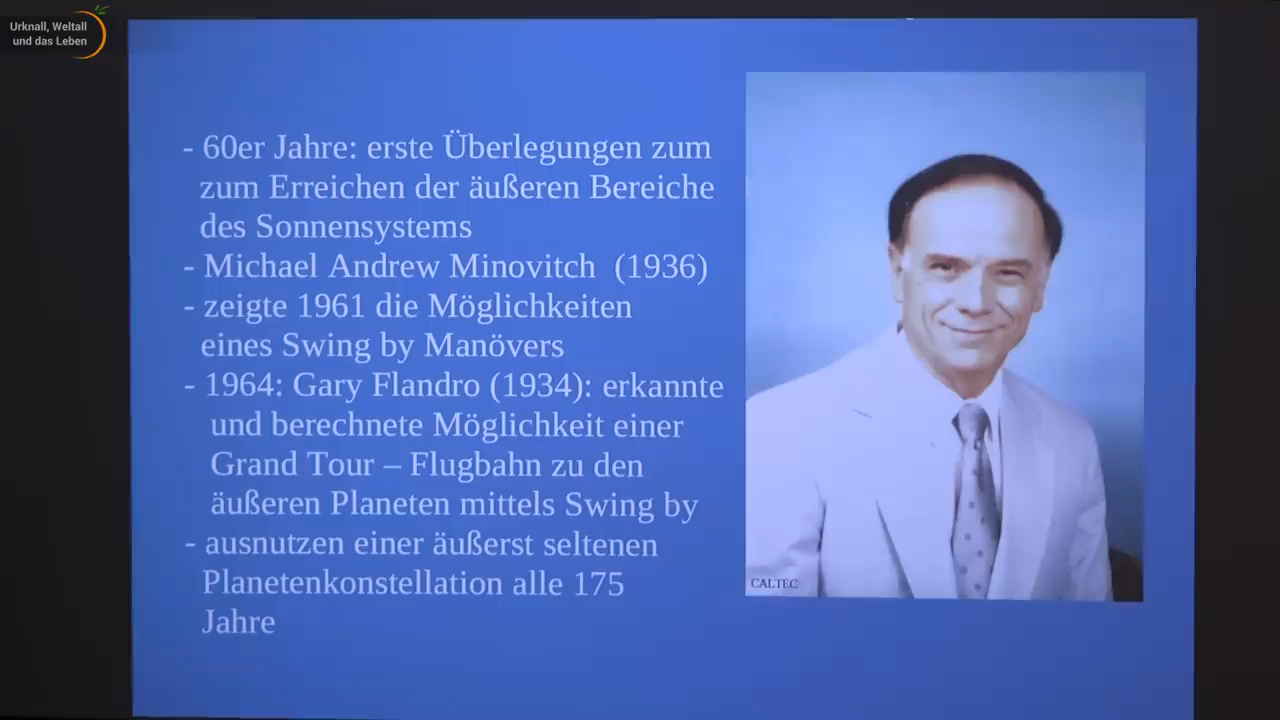 Urknall, Weltall
und das Leben
- 60er Jahre: erste Überlegungen zum
zum Erreichen der äußeren Bereiche
des Sonnensystems
- Michael Andrew Minovitch (1936)
- zeigte 1961 die Möglichkeiten
eines Swing by Manövers
- 1964: Gary Flandro (1934): erkannte
und berechnete Möglichkeit einer
Grand Tour – Flugbahn zu den
äußeren Planeten mittels Swing by
- ausnutzen einer äußerst seltenen
Planetenkonstellation alle 175
Jahre
CALTEC